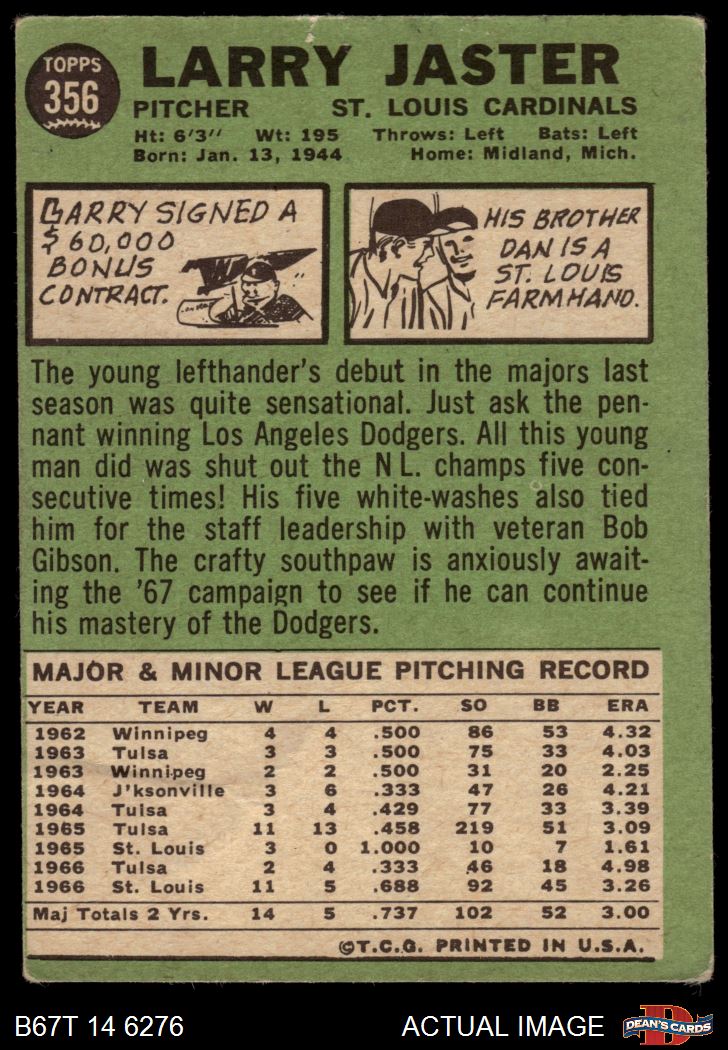 TOPPS
356
LARRY JASTER
PITCHER ST. LOUIS CARDINALS
Ht: 6'3" Wt: 195 Throws: Left Bats: Left
Born: Jan. 13, 1944 Home: Midland, Mich.
LARRY SIGNED A
$60,000
BONUS
CONTRACT.
HIS BROTHER
DAN IS A
ST. LOUIS
FARMHAND.
The young lefthander's debut in the majors last
season was quite sensational. Just ask the pen-
nant winning Los Angeles Dodgers. All this young
man did was shut out the N L. champs five con-
secutive times! His five white-washes also tied
him for the staff leadership with veteran Bob
Gibson. The crafty southpaw is anxiously await-
ing the '67 campaign to see if he can continue
his mastery of the Dodgers.
MAJOR & MINOR LEAGUE PITCHING RECORD
YEAR TEAM W L PCT. SO BB ERA
1962 Winnipeg 4 4 .500 86 53 4.32
1963 Tulsa 3 3 .500 75 33 4.03
1963 Winnipeg 2 2 .500 31 20 2.25
1964 J'ksonville 3 6 .333 47 26 4.21
1964 Tulsa 3 4 .429 77 33 3.39
1965 Tulsa 11 13 .458 219 51 3.09
1965 St. Louis 3 0 1.000 10 7 1.61
1966 Tulsa 2 4 .333 46 18 4.98
1966 St. Louis 11 5 .688 92 45 3.26
Maj Totals 2 Yrs. 14 5 .737 102 52 3.00
©T.C.G. PRINTED IN U.S.A.
B67T 14 6276 ACTUAL IMAGE
D
DEAN'S CARDS